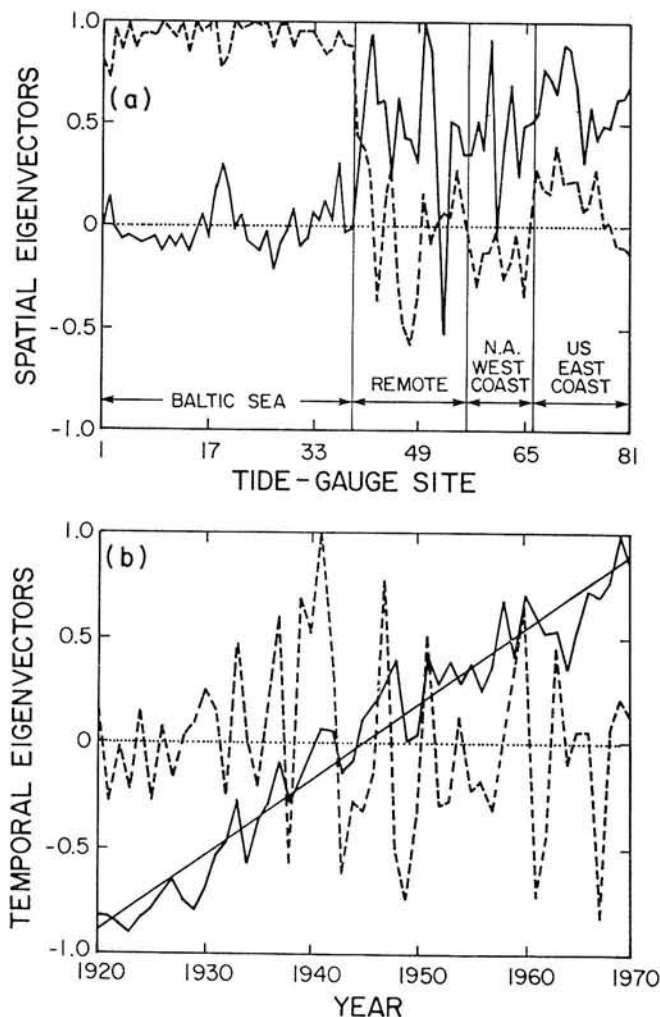 1.0
(a)
0.5
0
-0.5
-1.0
SPATIAL EIGENVECTORS
BALTIC SEA
REMOTE
N.A.
WEST
COAST
US
EAST
COAST
1 17 33 49 65 81
TIDE-GAUGE SITE
1.0
(b)
0.5
0
-0.5
-1.0
TEMPORAL EIGENVECTORS
1920 1930 1940 1950 1960 1970
YEAR